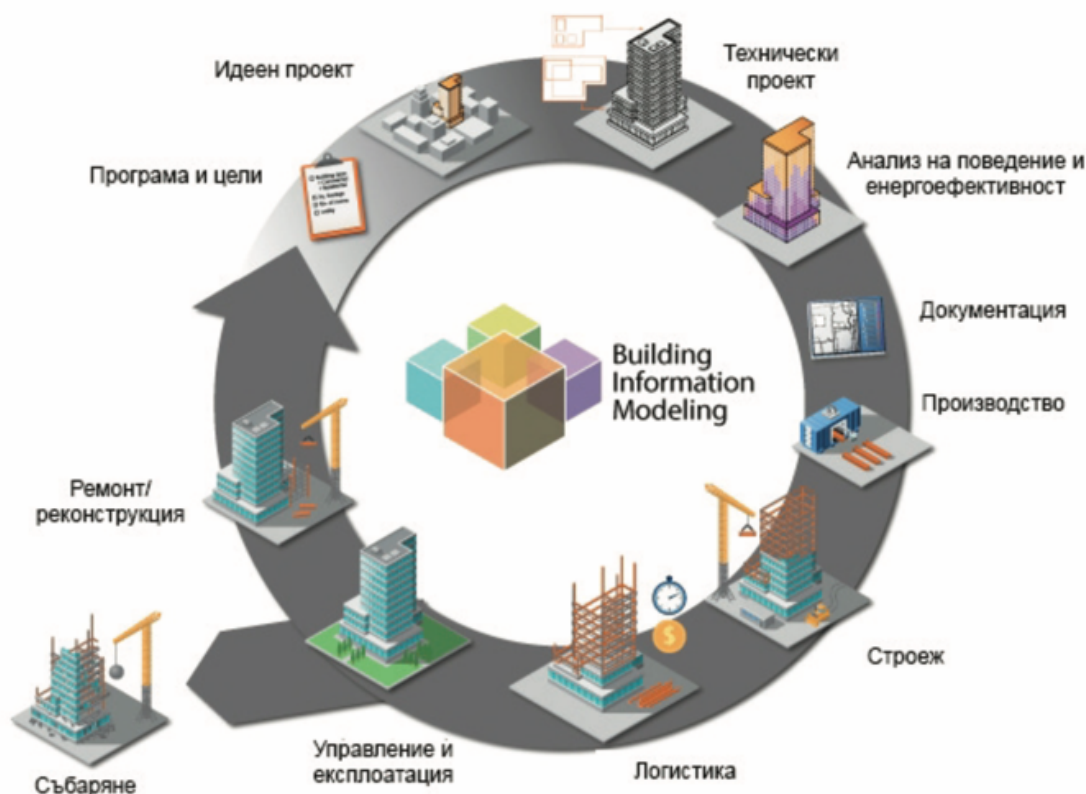 Идеен проект
Технически
проект
Програма и цели
Анализ на поведение и
енергоефективност
Документация
Building
Information
Modeling
Производство
Ремонт/
реконструкция
Строеж
Управление и
експлоатация
Логистика
Събаряне